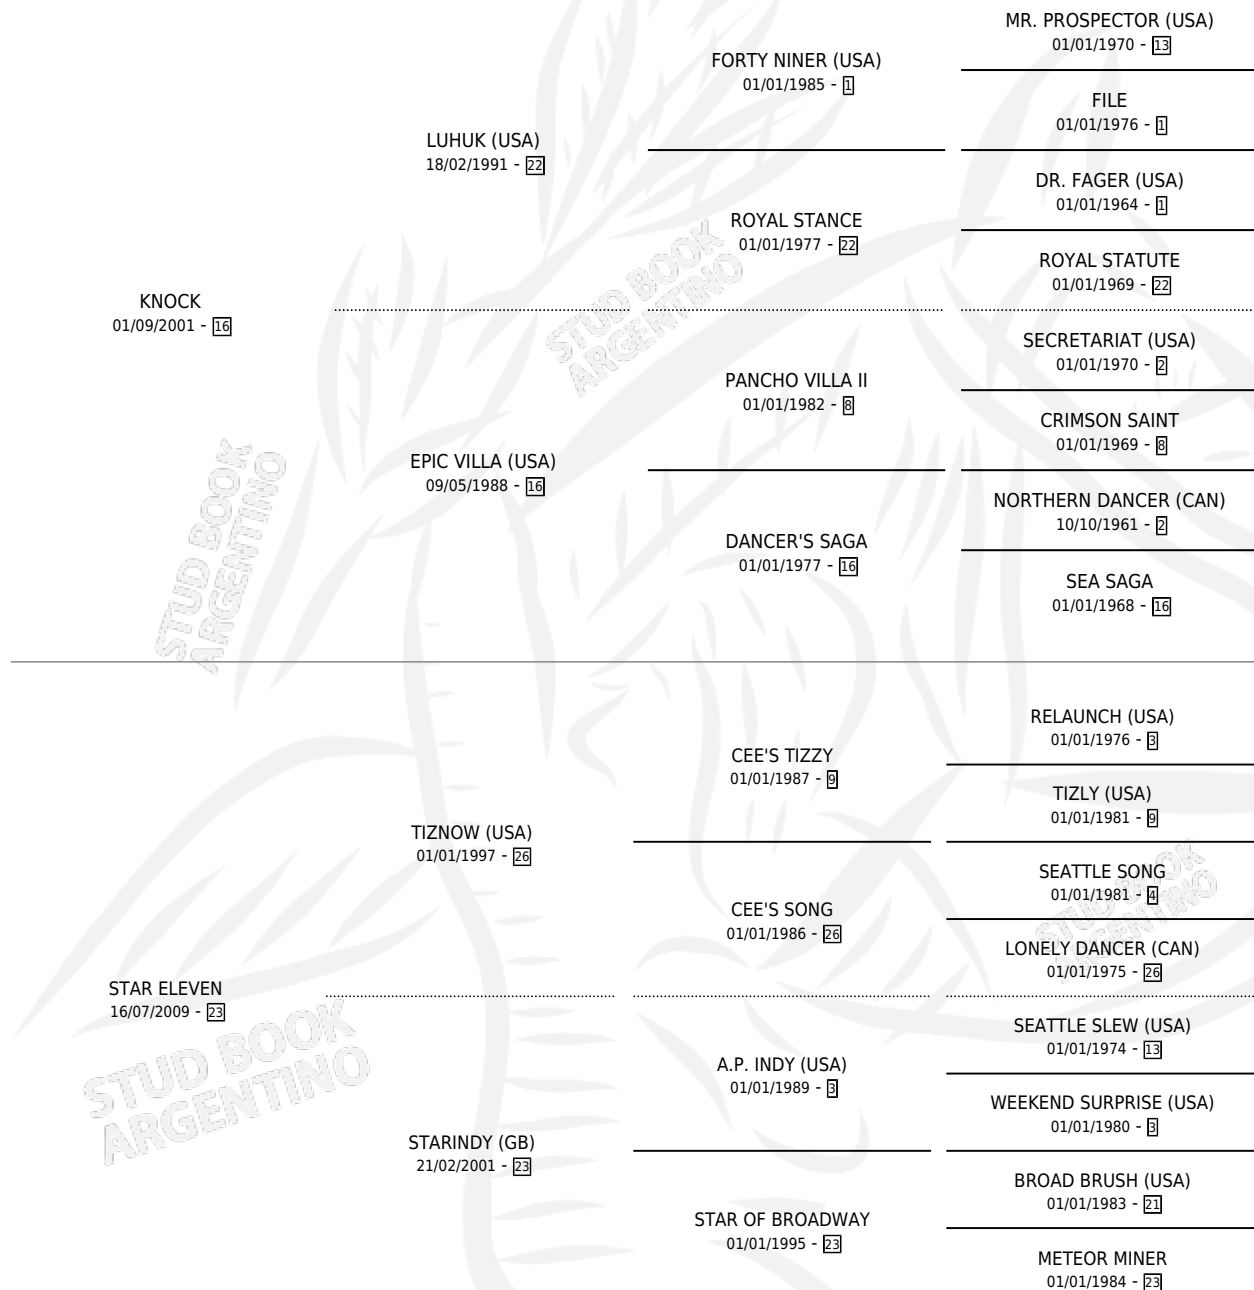 MR. PROSPECTOR (USA)
01/01/1970 - 13
FORTY NINER (USA)
01/01/1985 - 1
FILE
01/01/1976 - 1
LUHUK (USA)
18/02/1991 - 22
DR. FAGER (USA)
01/01/1964 - 1
ROYAL STANCE
01/01/1977 - 22
ROYAL STATUTE
01/01/1969 - 22
KNOCK
01/09/2001 - 16
SECRETARIAT (USA)
01/01/1970 - 2
PANCHO VILLA II
01/01/1982 - 8
CRIMSON SAINT
01/01/1969 - 8
EPIC VILLA (USA)
09/05/1988 - 16
NORTHERN DANCER (CAN)
10/10/1961 - 2
DANCER'S SAGA
01/01/1977 - 16
SEA SAGA
01/01/1968 - 16
RELAUNCH (USA)
01/01/1976 - 3
CEE'S TIZZY
01/01/1987 - 9
TIZLY (USA)
01/01/1981 - 9
TIZNOW (USA)
01/01/1997 - 26
SEATTLE SONG
01/01/1981 - 4
CEE'S SONG
01/01/1986 - 26
LONELY DANCER (CAN)
01/01/1975 - 26
STAR ELEVEN
16/07/2009 - 23
SEATTLE SLEW (USA)
01/01/1974 - 13
A.P. INDY (USA)
01/01/1989 - 3
WEEKEND SURPRISE (USA)
01/01/1980 - 3
STARINDY (GB)
21/02/2001 - 23
BROAD BRUSH (USA)
01/01/1983 - 21
STAR OF BROADWAY
01/01/1995 - 23
METEOR MINER
01/01/1984 - 23
STUD BOOK
ARGENTINO
STUD BOOK
ARGENTINO
STUD BOOK
ARGENTINO
STUD BOOK
ARGENTINO